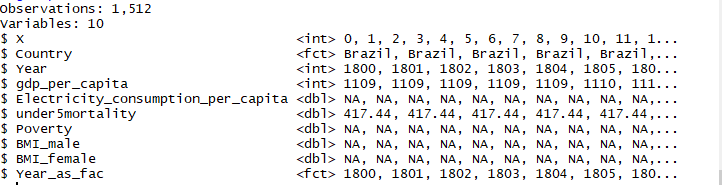 Observations: 1,512
Variables: 10
$ X                               <int> 0, 1, 2, 3, 4, 5, 6, 7, 8, 9, 10, 11, 1...
$ Country                         <fct> Brazil, Brazil, Brazil, Brazil, Brazil,...
$ Year                            <int> 1800, 1801, 1802, 1803, 1804, 1805, 180...
$ gdp_per_capita                  <int> 1109, 1109, 1109, 1109, 1109, 1110, 111...
$ Electricity_consumption_per_capita <dbl> NA, NA, NA, NA, NA, NA, NA, NA, NA,...
$ under5mortality                 <dbl> 417.44, 417.44, 417.44, 417.44, 417.44,...
$ Poverty                         <dbl> NA, NA, NA, NA, NA, NA, NA, NA, NA, NA,...
$ BMI_male                        <dbl> NA, NA, NA, NA, NA, NA, NA, NA, NA, NA,...
$ BMI_female                      <dbl> NA, NA, NA, NA, NA, NA, NA, NA, NA, NA,...
$ Year_as_fac                     <fct> 1800, 1801, 1802, 1803, 1804, 1805, 180...